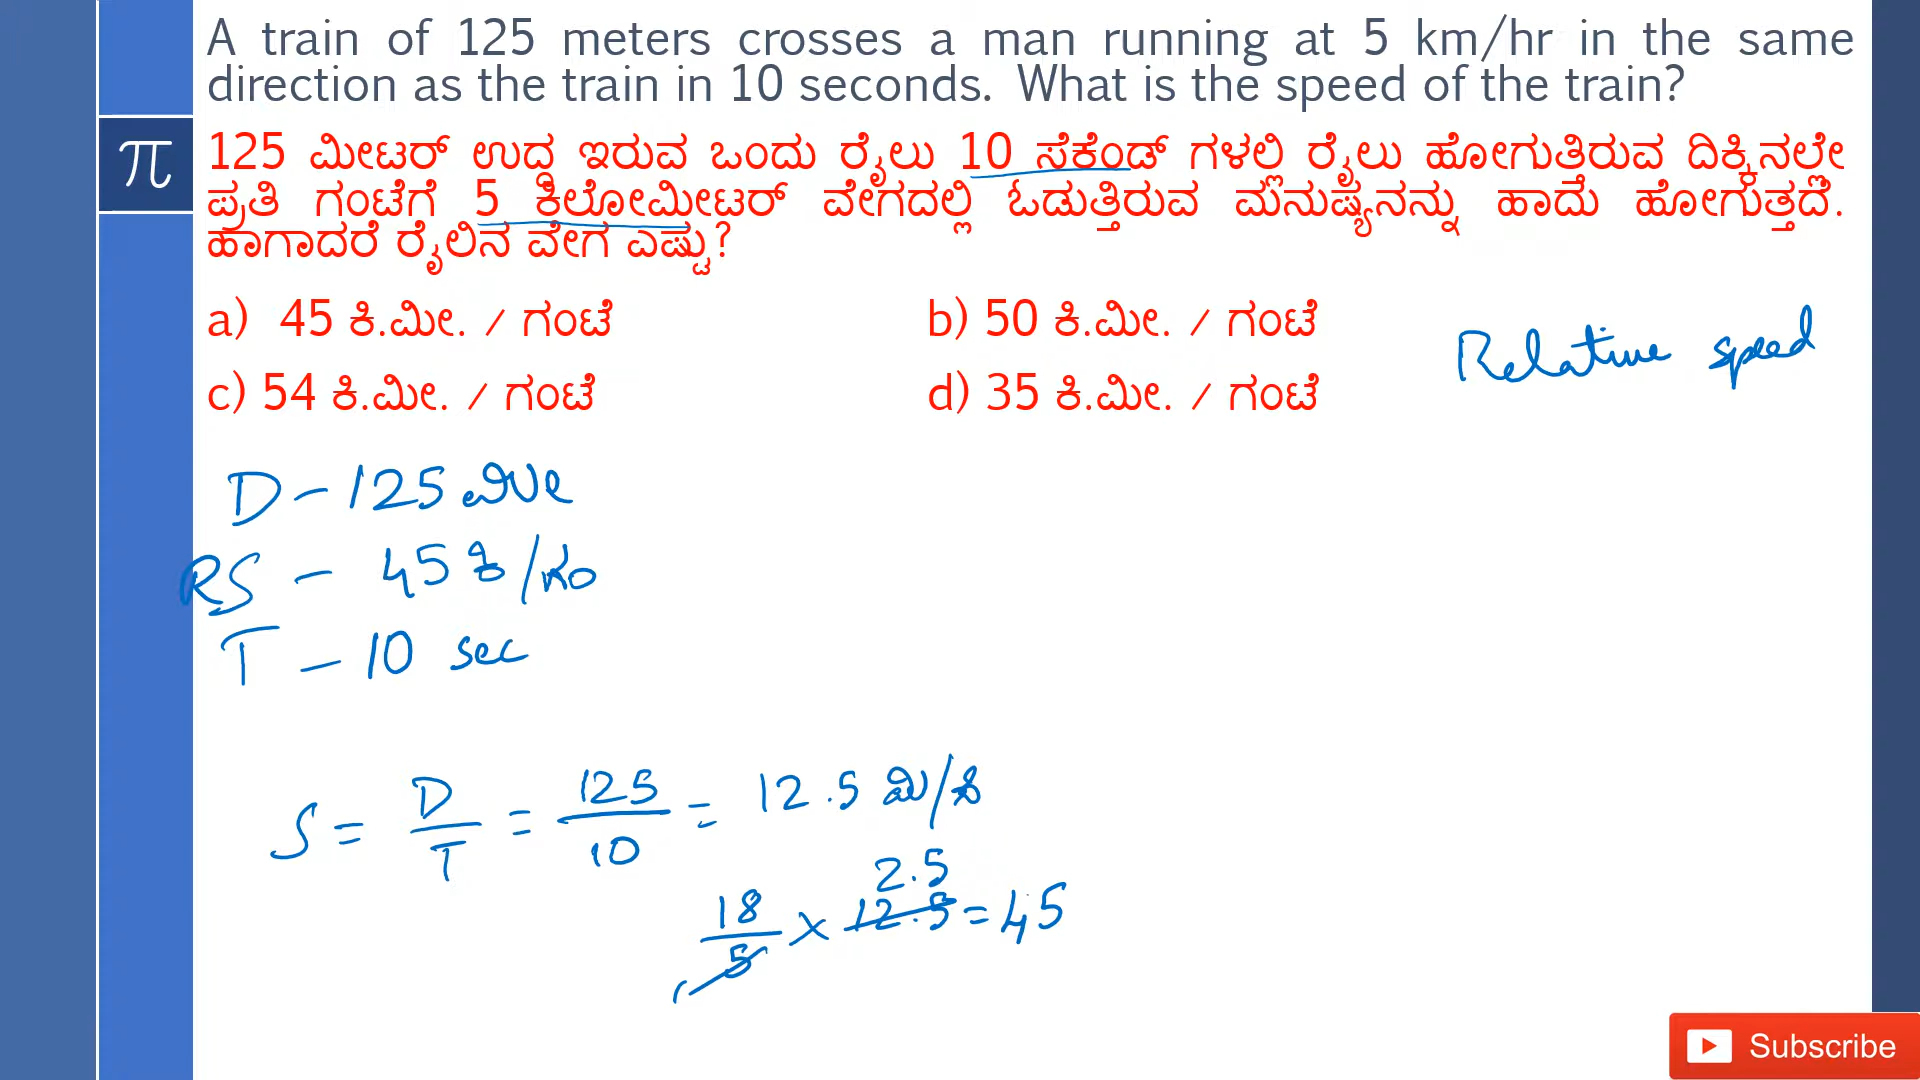 A train of 125 meters crosses a man running at 5 km/hr in the same
direction as the train in 10 seconds. What is the speed of the train?
π
125 ಮೀಟರ್ ಉದ್ದ ಇರುವ ಒಂದು ರೈಲು 10 ಸೆಕೆಂಡ್ ಗಳಲ್ಲಿ ರೈಲು ಹೋಗುತ್ತಿರುವ ದಿಕ್ಕಿನಲ್ಲೇ
ಪ್ರತಿ ಗಂಟೆಗೆ 5 ಕಿಲೋಮೀಟರ್ ವೇಗದಲ್ಲಿ ಓಡುತ್ತಿರುವ ಮನುಷ್ಯನನ್ನು ಹಾದು ಹೋಗುತ್ತದೆ.
ಹಾಗಾದರೆ ರೈಲಿನ ವೇಗ ಎಷ್ಟು?
a) 45 ಕಿ.ಮೀ. / ಗಂಟೆ
b) 50 ಕಿ.ಮೀ. / ಗಂಟೆ
Relative speed
c) 54 ಕಿ.ಮೀ. / ಗಂಟೆ
d) 35 ಕಿ.ಮೀ. / ಗಂಟೆ
D – 125 ಮೀ
RS – 45
T – 10 sec
S = D/T = 125/10 = 12.5 ಮಿ/ಸೆ
2.5
18/5 × 12.5 = 45
Subscribe